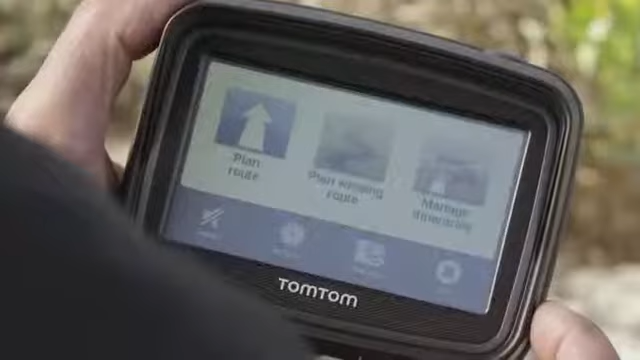 Plan
route
Plan winding
route
Manage
itineraries
TOMTOM